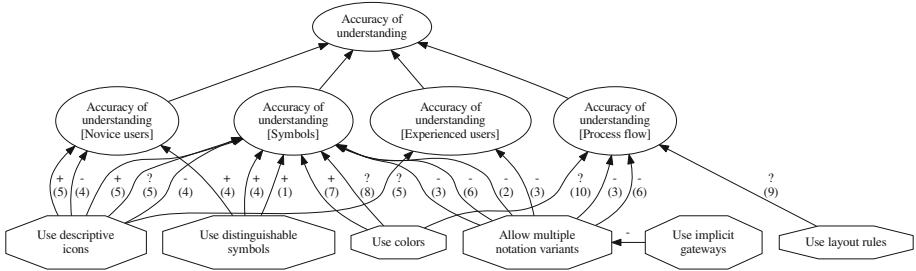 Accuracy of
understanding
Accuracy of
understanding
[Novice users]
Accuracy of
understanding
[Symbols]
Accuracy of
understanding
[Experienced users]
Accuracy of
understanding
[Process flow]
+ - + ? - + + + + ? ? - - - - ? - - ?
(5) (4) (5) (5) (4) (4) (4) (1) (7) (8) (5) (3) (6) (2) (3) (10) (3) (6) (9)
Use descriptive
icons
Use distinguishable
symbols
Use colors
Allow multiple
notation variants
-
Use implicit
gateways
Use layout rules